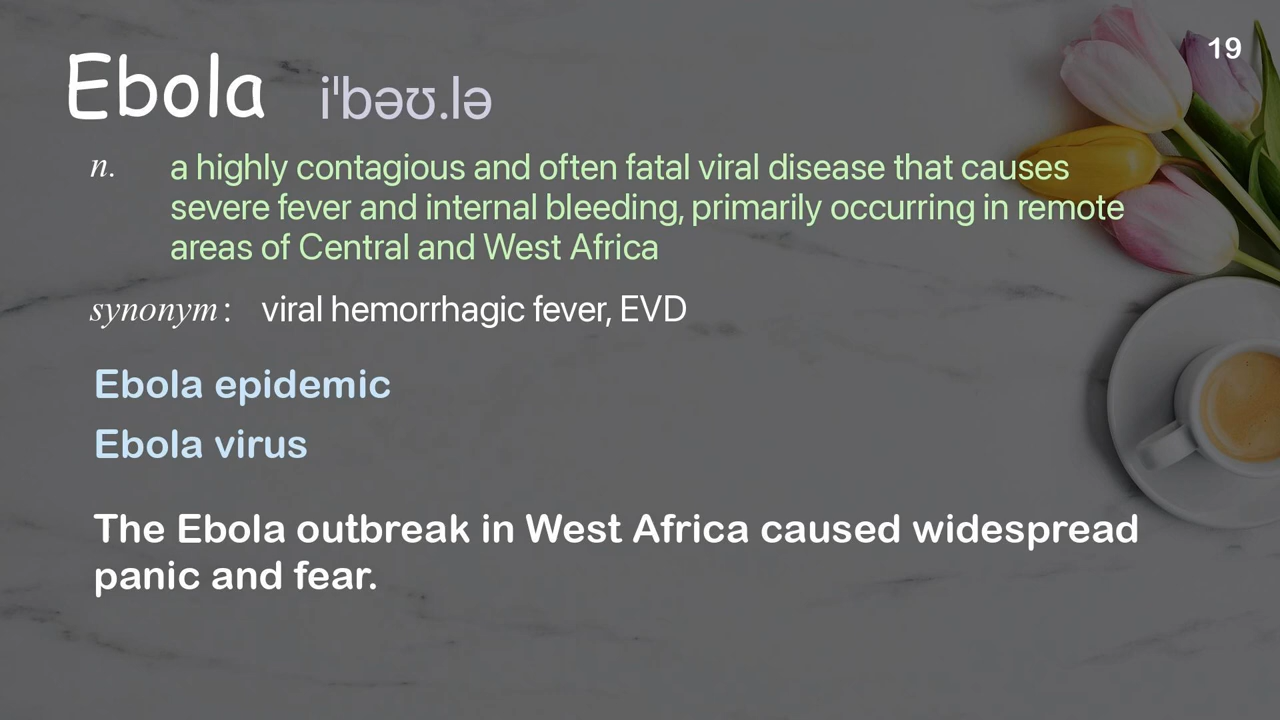 19
Ebola iˈbəʊ.lə
n. a highly contagious and often fatal viral disease that causes
severe fever and internal bleeding, primarily occurring in remote
areas of Central and West Africa
synonym: viral hemorrhagic fever, EVD
Ebola epidemic
Ebola virus
The Ebola outbreak in West Africa caused widespread
panic and fear.